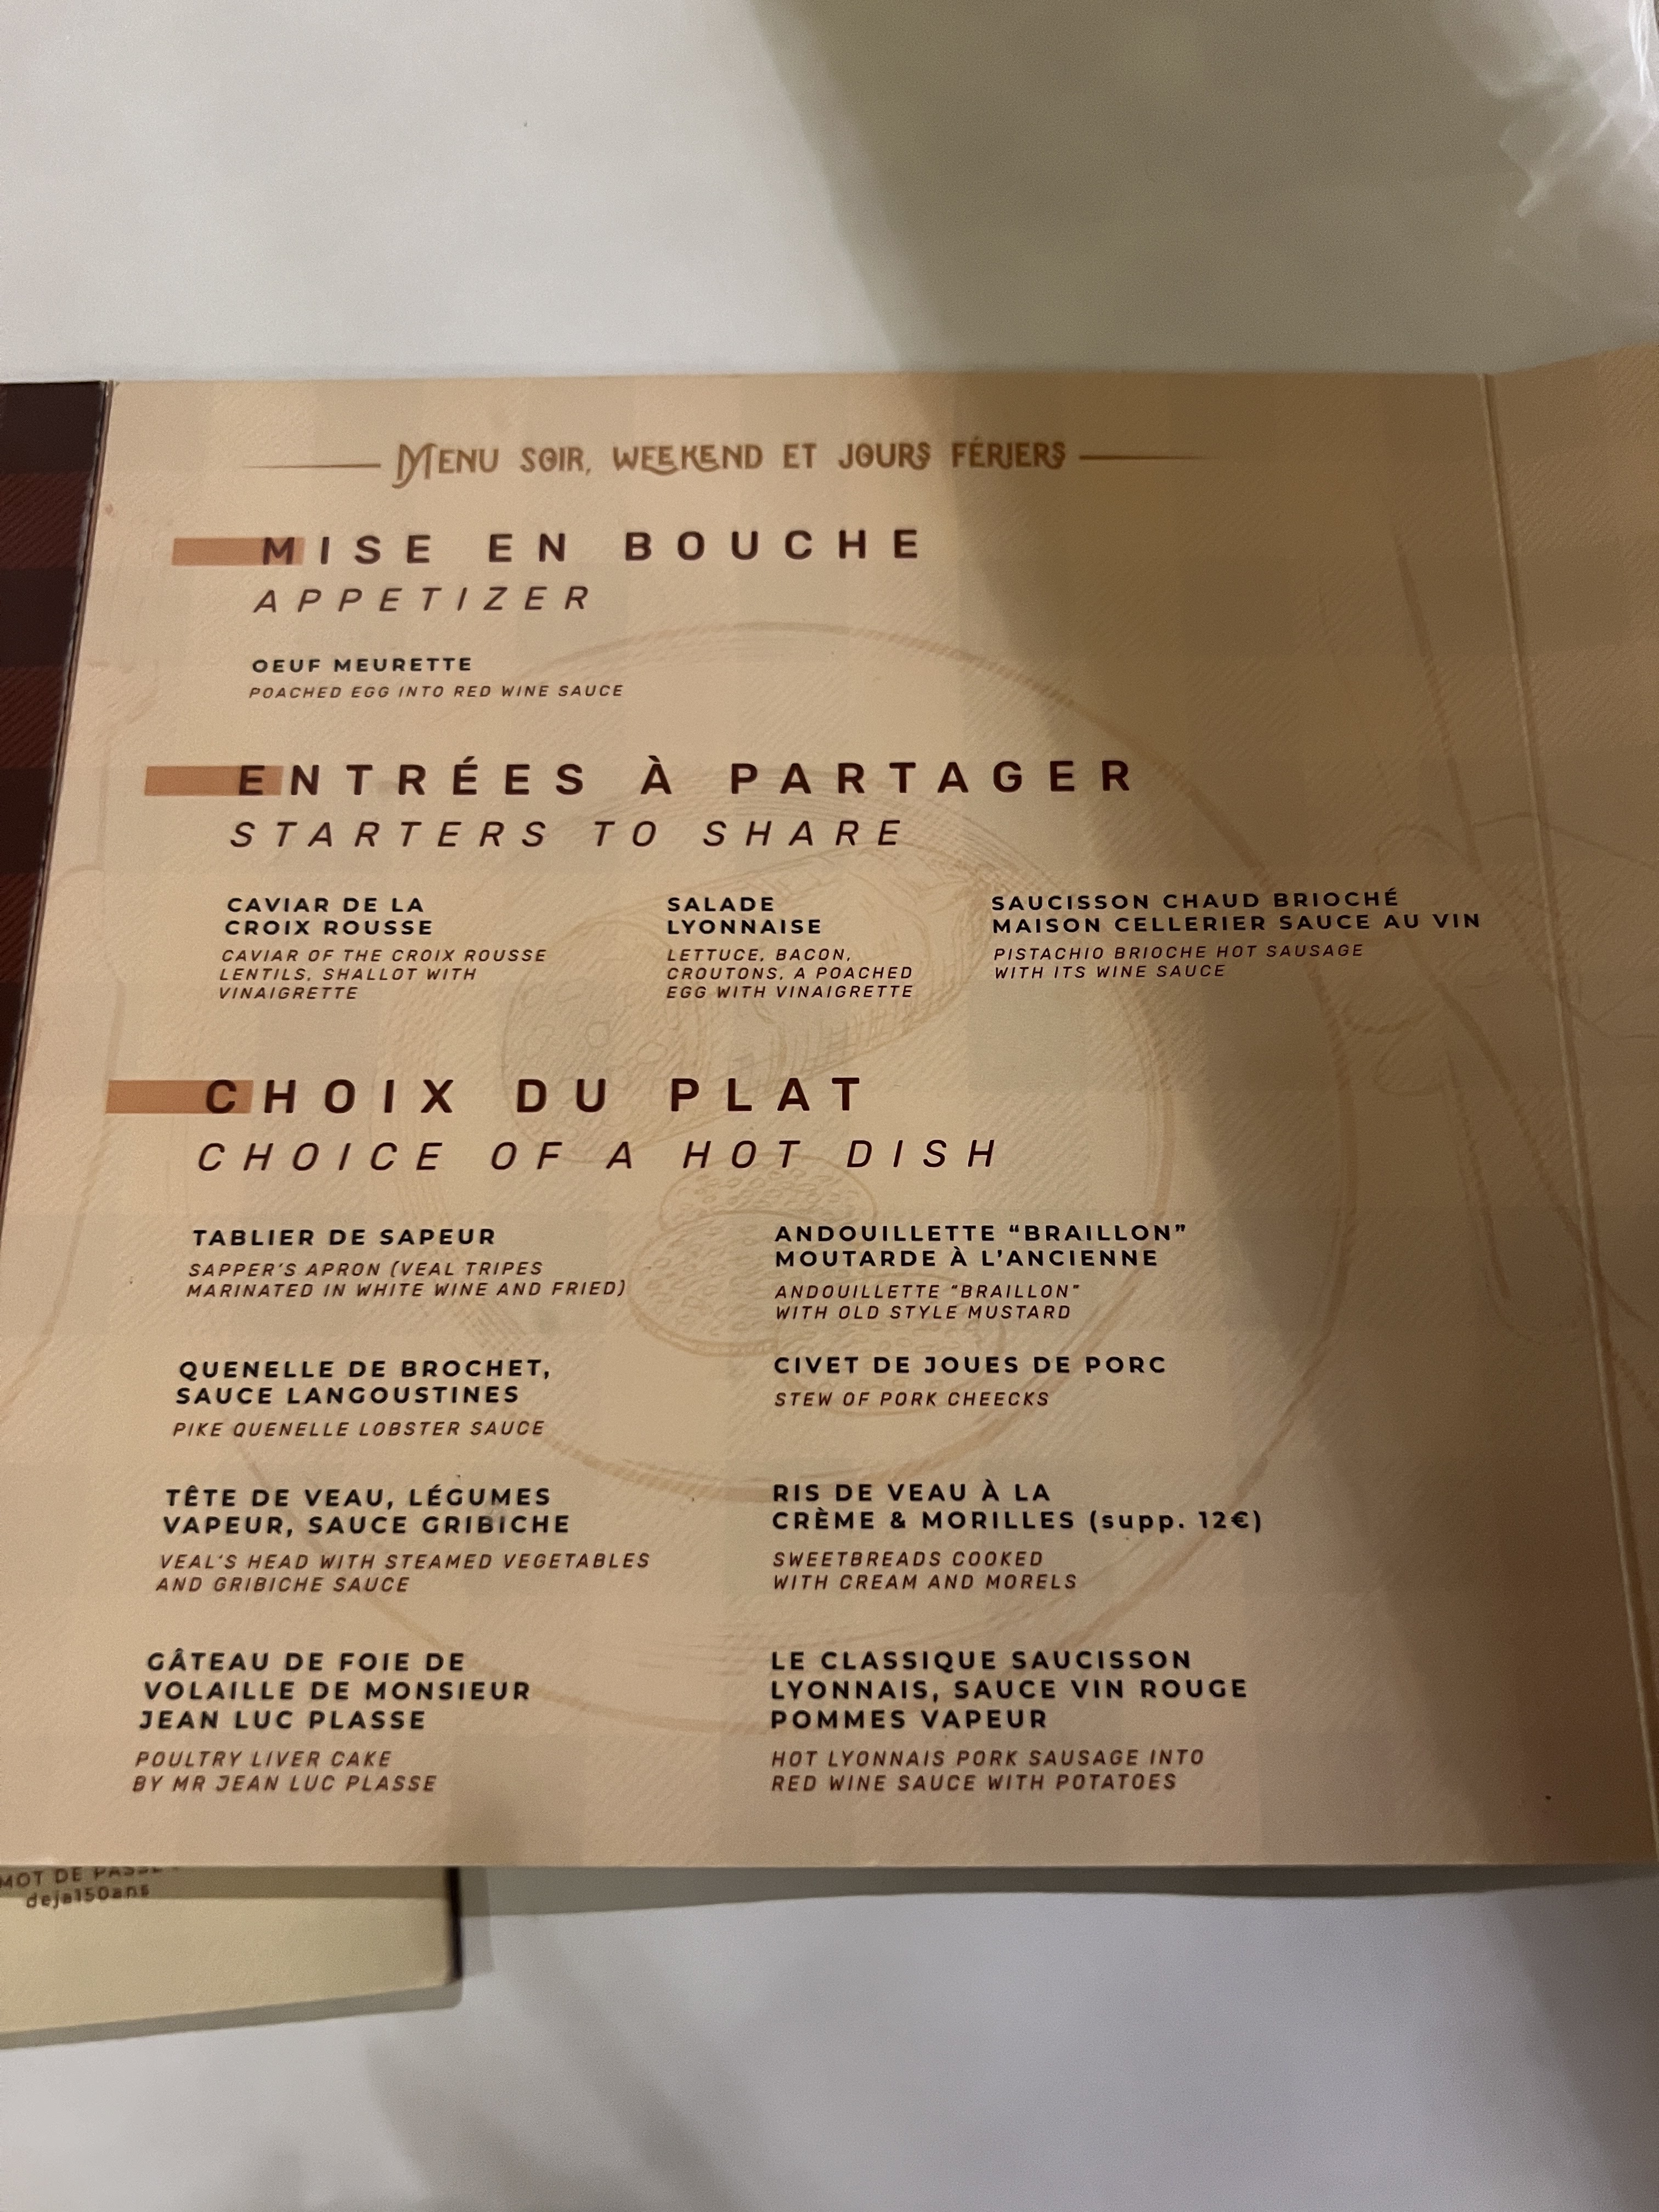 MENU SOIR, WEEKEND ET JOURS FÉRIERS
MISE EN BOUCHE
APPETIZER
OEUF MEURETTE
POACHED EGG INTO RED WINE SAUCE
ENTRÉES À PARTAGER
STARTERS TO SHARE
CAVIAR DE LA
CROIX ROUSSE
CAVIAR OF THE CROIX ROUSSE
LENTILS, SHALLOT WITH
VINAIGRETTE
SALADE
LYONNAISE
LETTUCE, BACON,
CROUTONS, A POACHED
EGG WITH VINAIGRETTE
SAUCISSON CHAUD BRIOCHÉ
MAISON CELLERIER SAUCE AU VIN
PISTACHIO BRIOCHE HOT SAUSAGE
WITH ITS WINE SAUCE
CHOIX DU PLAT
CHOICE OF A HOT DISH
TABLIER DE SAPEUR
SAPPER'S APRON (VEAL TRIPES
MARINATED IN WHITE WINE AND FRIED)
ANDOUILLETTE “BRAILLON”
MOUTARDE À L’ANCIENNE
ANDOUILLETTE "BRAILLON"
WITH OLD STYLE MUSTARD
QUENELLE DE BROCHET,
SAUCE LANGOUSTINES
PIKE QUENELLE LOBSTER SAUCE
CIVET DE JOUES DE PORC
STEW OF PORK CHEECKS
TÊTE DE VEAU, LÉGUMES
VAPEUR, SAUCE GRIBICHE
VEAL'S HEAD WITH STEAMED VEGETABLES
AND GRIBICHE SAUCE
RIS DE VEAU À LA
CRÈME & MORILLES (supp. 12€)
SWEETBREADS COOKED
WITH CREAM AND MORELS
GÂTEAU DE FOIE DE
VOLAILLE DE MONSIEUR
JEAN LUC PLASSE
POULTRY LIVER CAKE
BY MR JEAN LUC PLASSE
LE CLASSIQUE SAUCISSON
LYONNAIS, SAUCE VIN ROUGE
POMMES VAPEUR
HOT LYONNAIS PORK SAUSAGE INTO
RED WINE SAUCE WITH POTATOES
MOT DE PASSE :
deja150ans